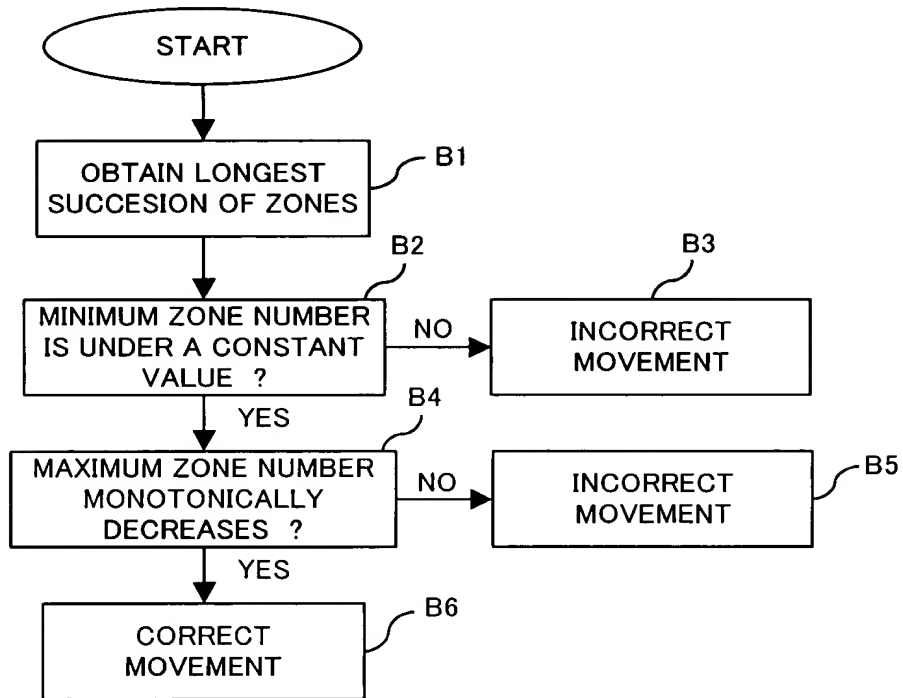 START
B1
OBTAIN LONGEST
SUCCESION OF ZONES
B2
MINIMUM ZONE NUMBER
IS UNDER A CONSTANT
VALUE ?
NO
B3
INCORRECT
MOVEMENT
YES
B4
MAXIMUM ZONE NUMBER
MONOTONICALLY
DECREASES ?
NO
B5
INCORRECT
MOVEMENT
YES
B6
CORRECT
MOVEMENT